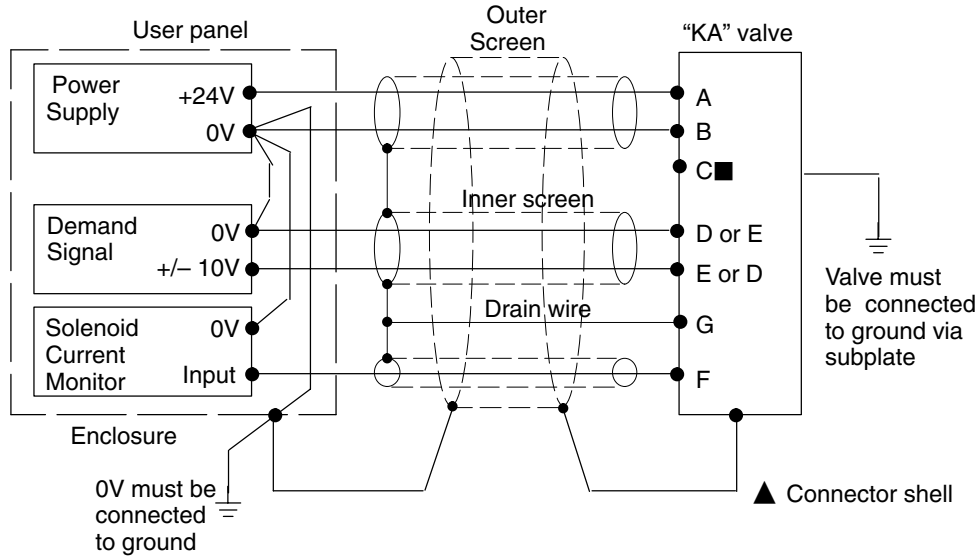 User panel
Outer
Screen
“KA” valve
Power
Supply
+24V
0V
A
B
C■
Inner screen
Demand
Signal
0V
+/– 10V
D or E
E or D
Drain wire
G
Solenoid
Current
Monitor
0V
Input
F
Valve must
be connected
to ground via
subplate
Enclosure
0V must be
connected
to ground
▲ Connector shell